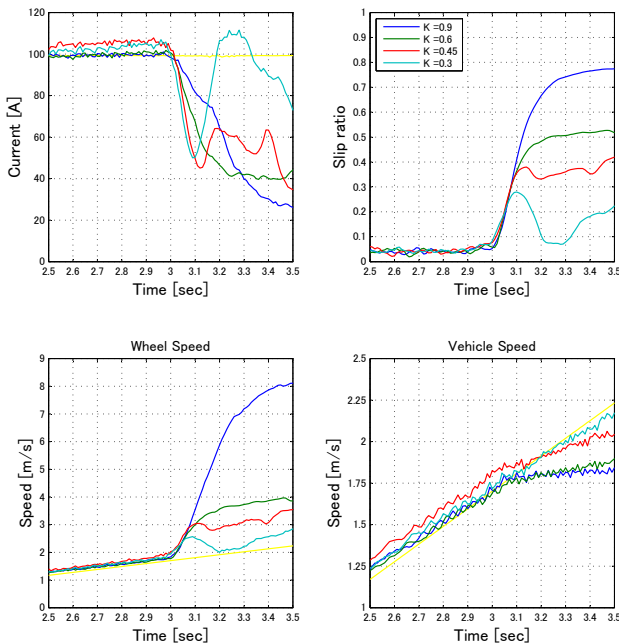 120
100
80
60
40
20
0
Current [A]
2.5 2.6 2.7 2.8 2.9 3 3.1 3.2 3.3 3.4 3.5
Time [sec]
1
0.9
0.8
0.7
0.6
0.5
0.4
0.3
0.2
0.1
0
Slip ratio
K =0.9
K =0.6
K =0.45
K =0.3
2.5 2.6 2.7 2.8 2.9 3 3.1 3.2 3.3 3.4 3.5
Time [sec]
Wheel Speed
9
8
7
6
5
4
3
2
1
0
Speed [m/s]
2.5 2.6 2.7 2.8 2.9 3 3.1 3.2 3.3 3.4 3.5
Time [sec]
Vehicle Speed
2.5
2.25
2
1.75
1.5
1.25
1
Speed [m/s]
2.5 2.6 2.7 2.8 2.9 3 3.1 3.2 3.3 3.4 3.5
Time [sec]